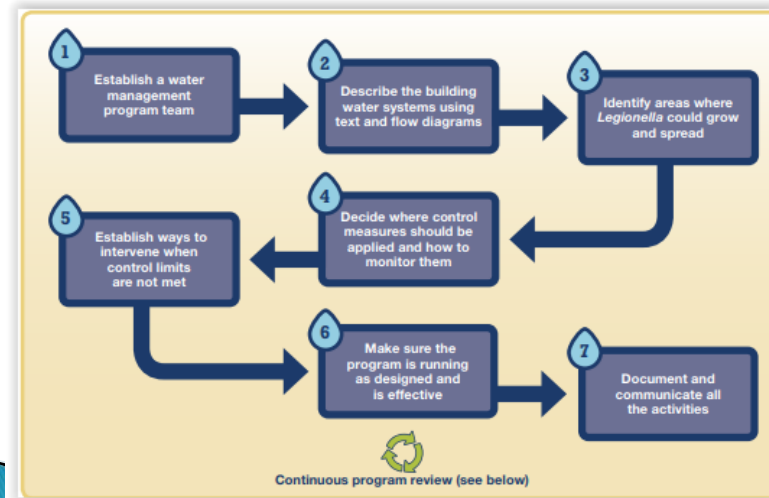 1
Establish a water
management
program team
2
Describe the building
water systems using
text and flow diagrams
3
Identify areas where
Legionella could grow
and spread
4
Decide where control
measures should be
applied and how to
monitor them
5
Establish ways to
intervene when
control limits
are not met
6
Make sure the
program is running
as designed and
is effective
7
Document and
communicate all
the activities
Continuous program review (see below)